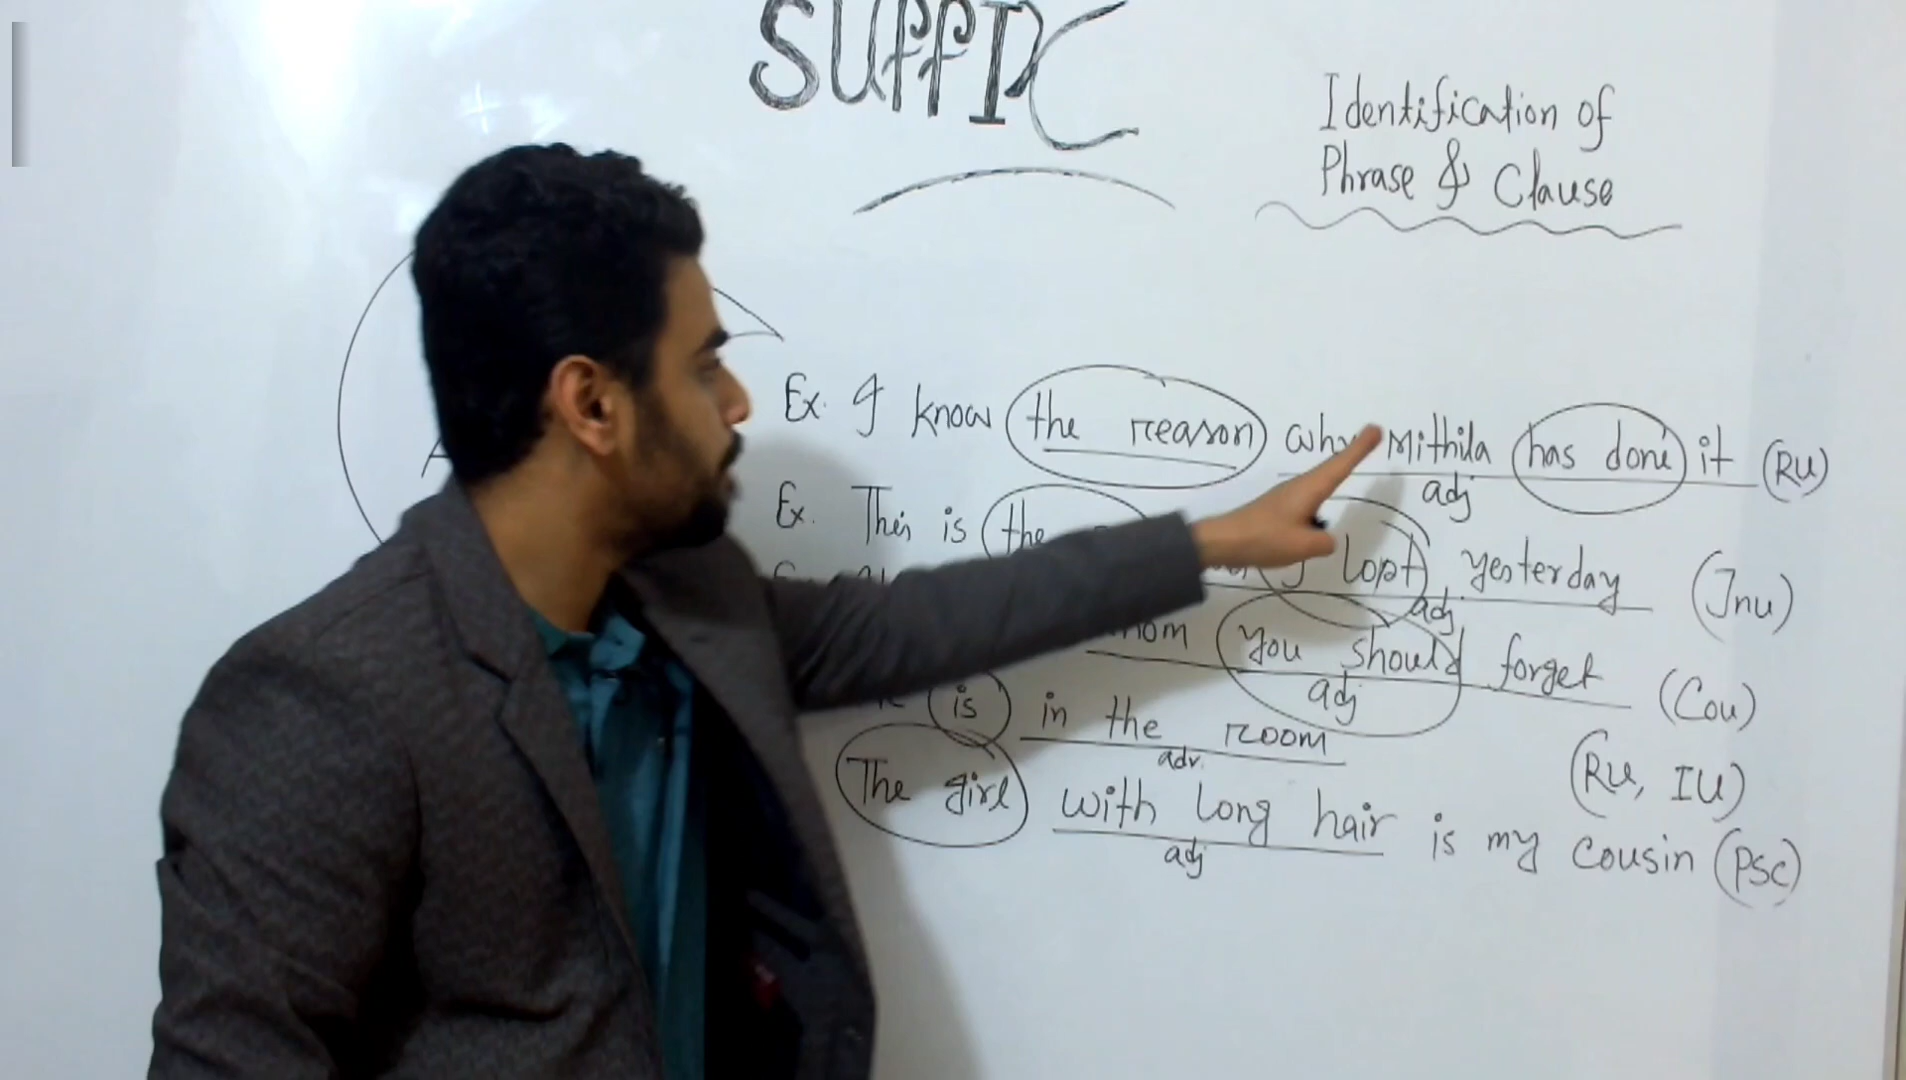 SUFFIX
Identification of
Phrase & Clause
Ex. I know the reason why Mithila has done it (RU)
adj
Ex. This is the I lost yesterday (Jnu)
adj
you should forget (Cou)
adj
is in the room
adv.
(RU, IU)
The girl with long hair is my cousin (PSC)
adj